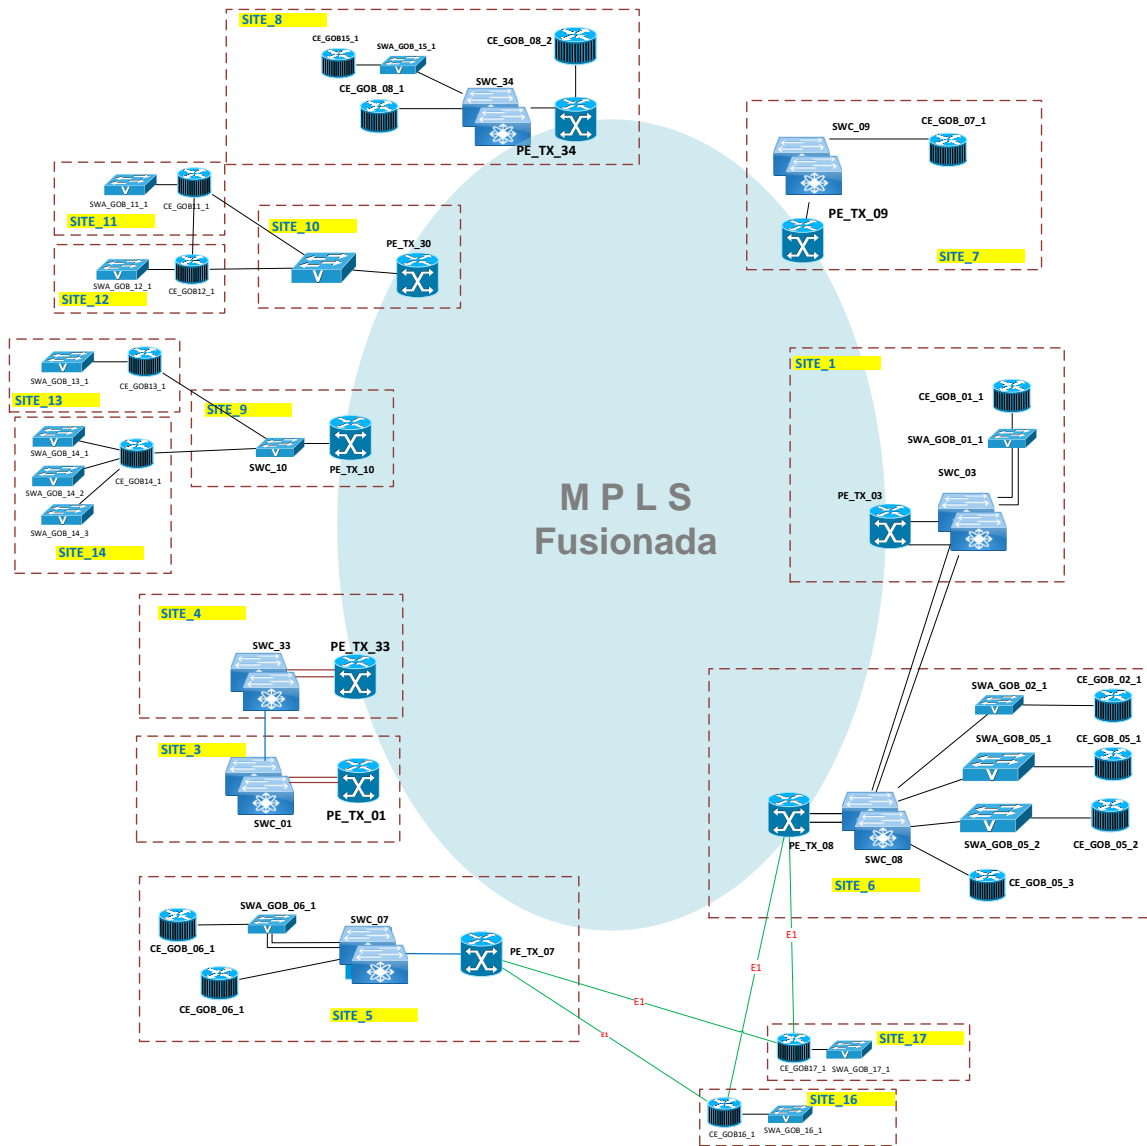 SITE_8
CE_GOB15_1
SWA_GOB_15_1
CE_GOB_08_2
SWC_34
CE_GOB_08_1
PE_TX_34
SWC_09
CE_GOB_07_1
PE_TX_09
SITE_7
SWA_GOB_11_1
CE_GOB11_1
SITE_11
SITE_10
PE_TX_30
SWA_GOB_12_1
CE_GOB12_1
SITE_12
SWA_GOB_13_1
CE_GOB13_1
SITE_13
SITE_9
SWC_10
PE_TX_10
SWA_GOB_14_1
SWA_GOB_14_2
SWA_GOB_14_3
CE_GOB14_1
SITE_14
SITE_1
CE_GOB_01_1
SWA_GOB_01_1
SWC_03
PE_TX_03
M P L S
Fusionada
SITE_4
SWC_33
PE_TX_33
SITE_3
SWC_01
PE_TX_01
SWA_GOB_02_1
CE_GOB_02_1
SWA_GOB_05_1
CE_GOB_05_1
PE_TX_08
SWC_08
SWA_GOB_05_2
CE_GOB_05_2
CE_GOB_05_3
SITE_6
SWA_GOB_06_1
CE_GOB_06_1
SWC_07
PE_TX_07
CE_GOB_06_1
SITE_5
E1
E1
E1
E1
SITE_17
CE_GOB17_1
SWA_GOB_17_1
SITE_16
CE_GOB16_1
SWA_GOB_16_1